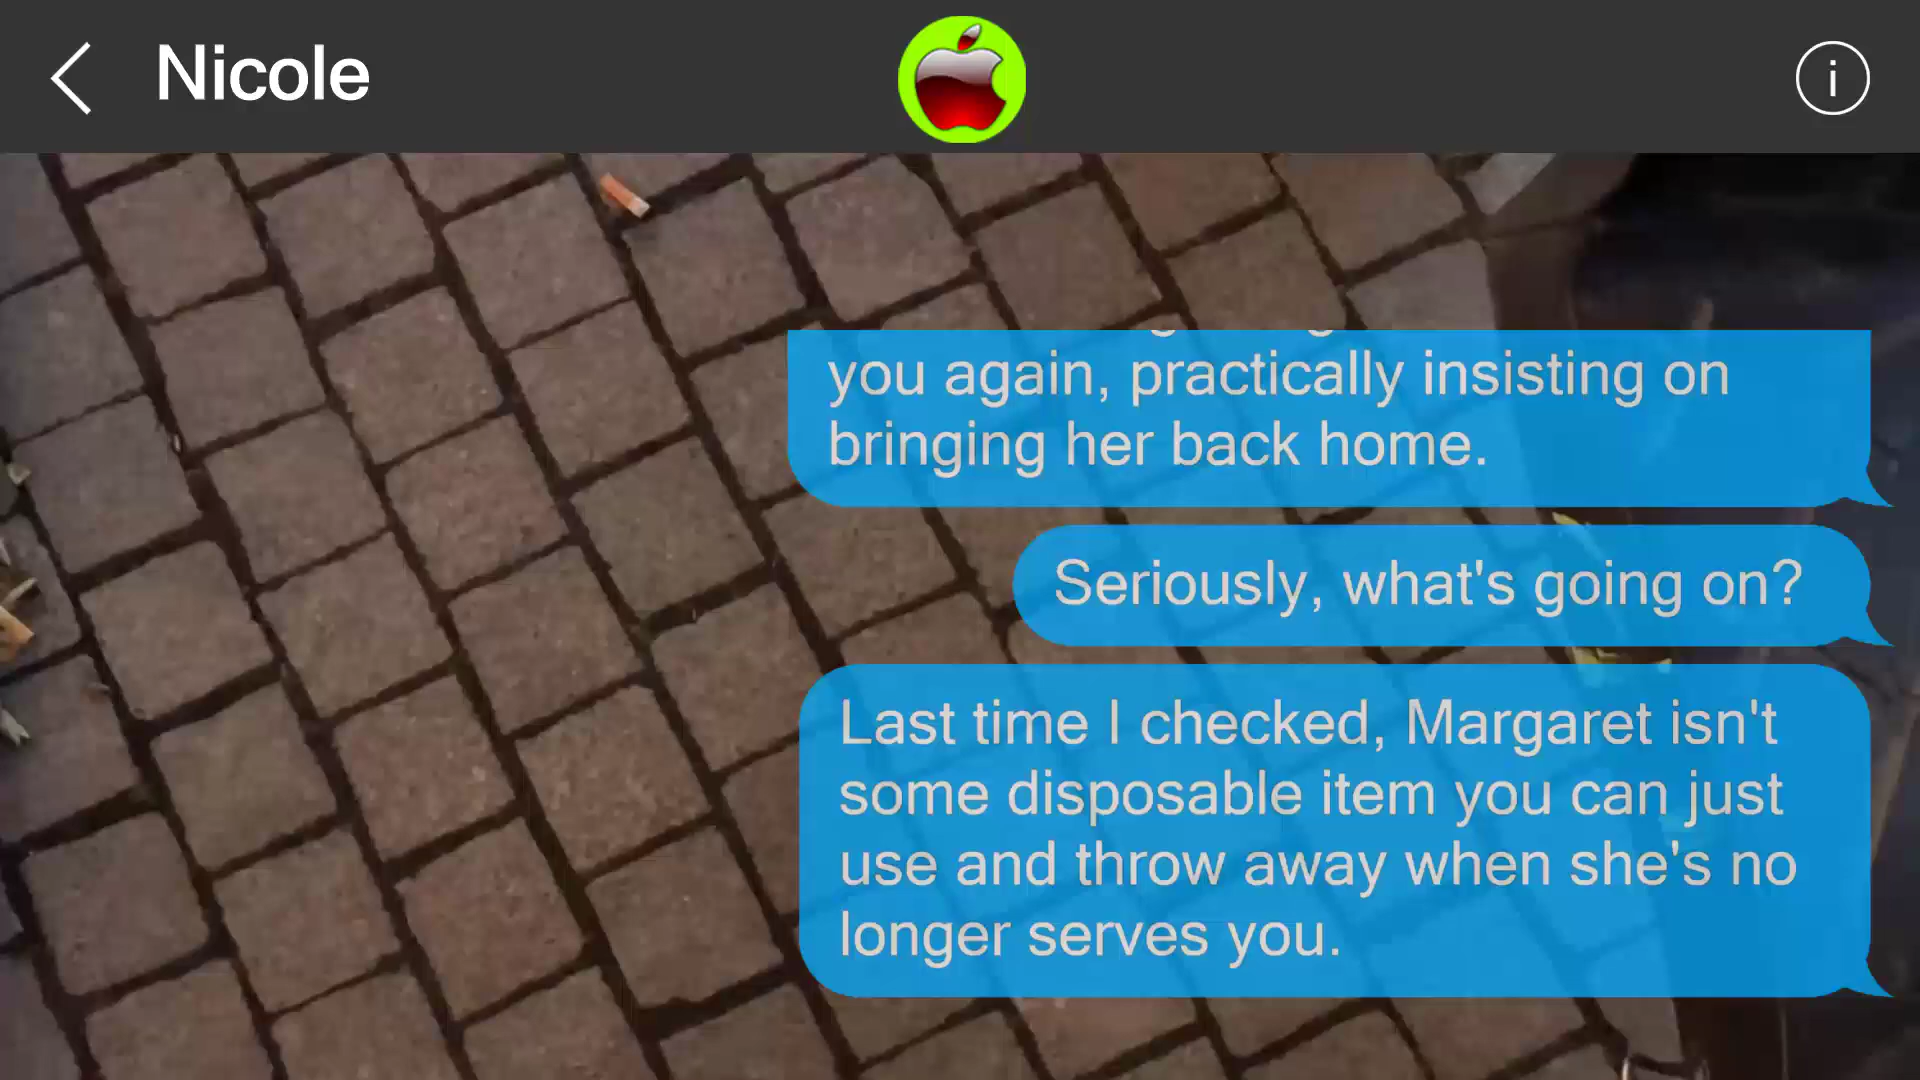 Nicole
you again, practically insisting on
bringing her back home.
Seriously, what's going on?
Last time I checked, Margaret isn't
some disposable item you can just
use and throw away when she's no
longer serves you.